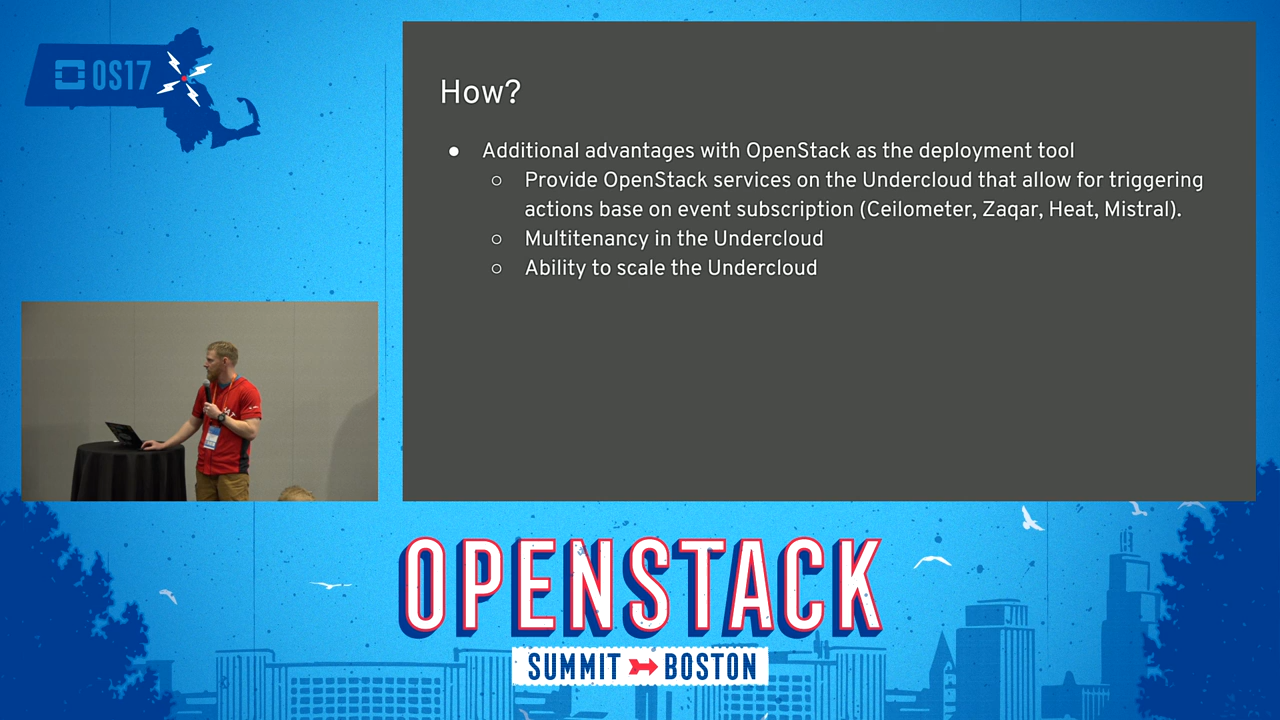 OS17
How?
● Additional advantages with OpenStack as the deployment tool
○ Provide OpenStack services on the Undercloud that allow for triggering
actions base on event subscription (Ceilometer, Zaqar, Heat, Mistral).
○ Multitenancy in the Undercloud
○ Ability to scale the Undercloud
OPENSTACK
SUMMIT BOSTON